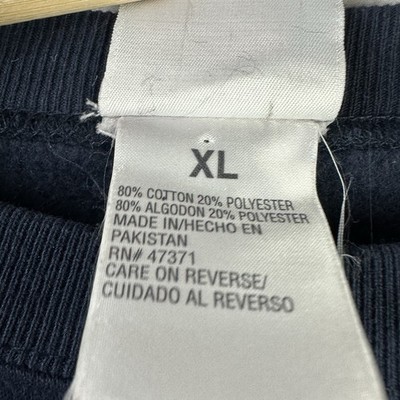 XL
80% COTTON 20% POLYESTER
80% ALGODON 20% POLYESTER
MADE IN/HECHO EN
PAKISTAN
RN# 47371
CARE ON REVERSE/
CUIDADO AL REVERSO